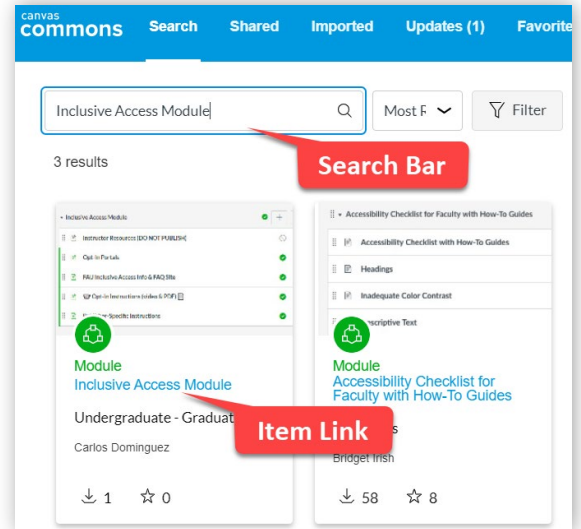 canvas
commons Search Shared Imported Updates (1) Favorite
Inclusive Access Module Most R Filter
3 results
Search Bar
Inclusive Access Module
Instructor Resources (DO NOT PUBLISH)
Opt-in Portals
FAU Inclusive Access Info & FAQ Site
Opt-in Instructions (video & PDF)
-Specific Instructions
Module
Inclusive Access Module
Undergraduate - Graduat
Carlos Dominguez
1 0
Item Link
Accessibility Checklist for Faculty with How-To Guides
Accessibility Checklist with How-To Guides
Headings
Inadequate Color Contrast
scriptive Text
Module
Accessibility Checklist for
Faculty with How-To Guides
s
Bridget Irish
58 8